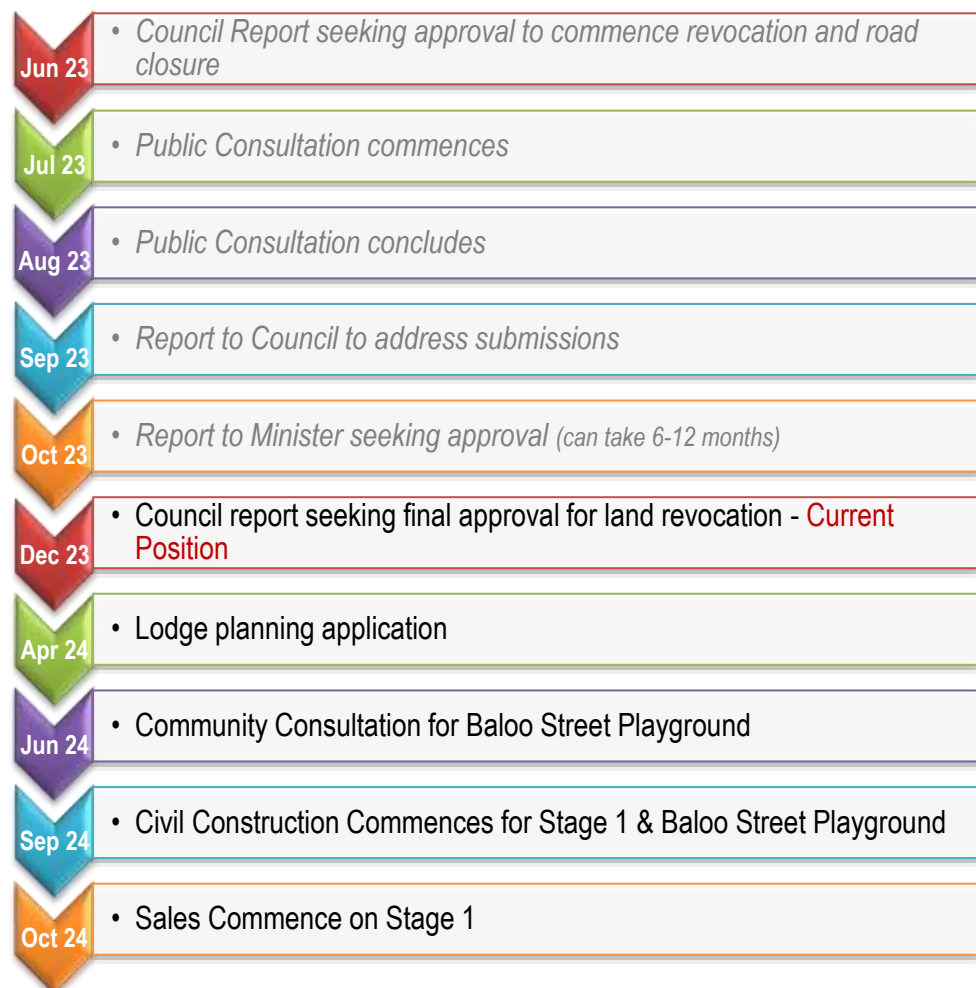 Jun 23
• Council Report seeking approval to commence revocation and road
closure
Jul 23
• Public Consultation commences
Aug 23
• Public Consultation concludes
Sep 23
• Report to Council to address submissions
Oct 23
• Report to Minister seeking approval (can take 6-12 months)
Dec 23
• Council report seeking final approval for land revocation - Current
Position
Apr 24
• Lodge planning application
Jun 24
• Community Consultation for Baloo Street Playground
Sep 24
• Civil Construction Commences for Stage 1 & Baloo Street Playground
Oct 24
• Sales Commence on Stage 1